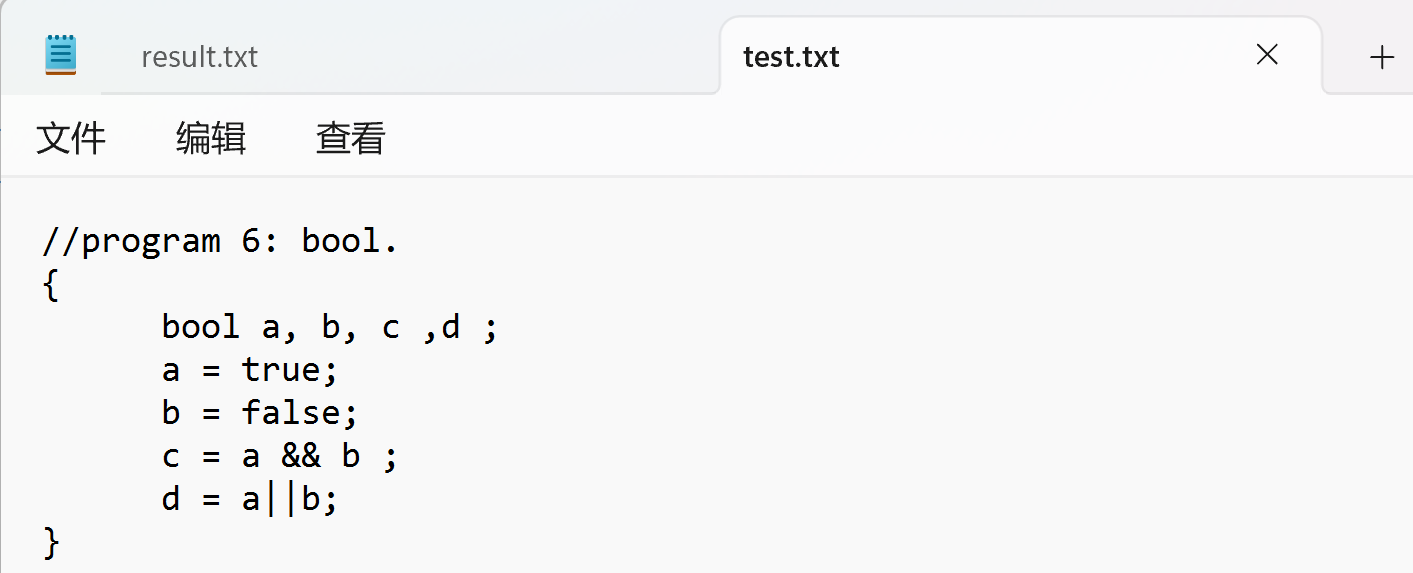 result.txt
test.txt
文件 编辑 查看
//program 6: bool.
{
bool a, b, c ,d ;
a = true;
b = false;
c = a && b ;
d = a||b;
}